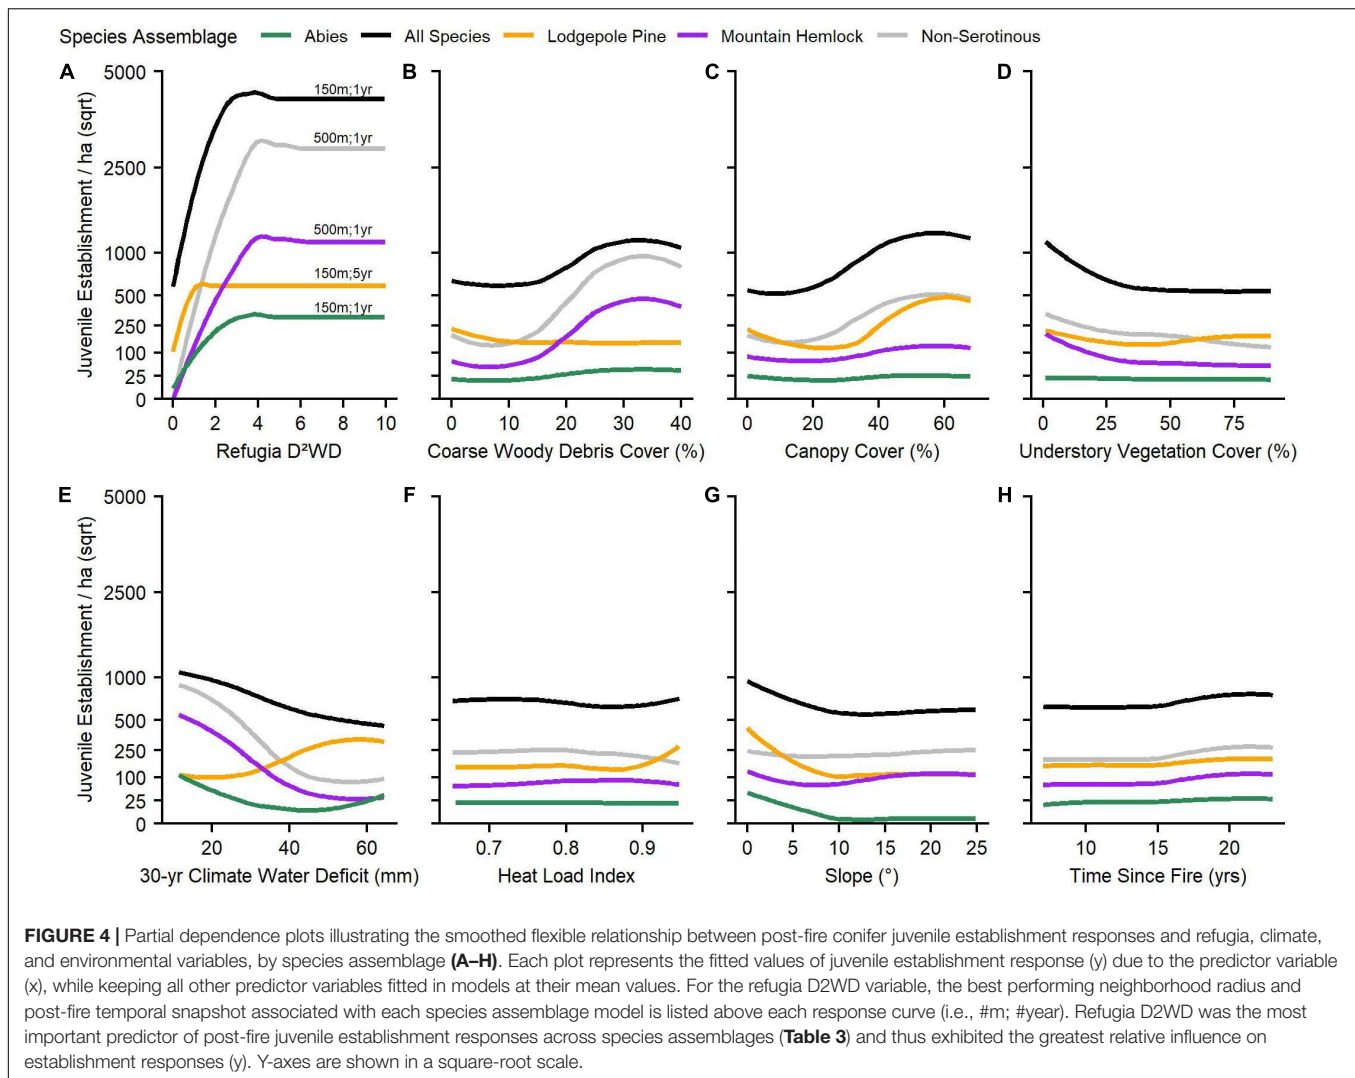 Species Assemblage Abies All Species Lodgepole Pine Mountain Hemlock Non-Serotinous
A B C D
Juvenile Establishment / ha (sqrt)
5000
2500
1000
500
250
100
25
0
150m;1yr
500m;1yr
500m;1yr
150m;5yr
150m;1yr
0 2 4 6 8 10
Refugia D²WD
0 10 20 30 40
Coarse Woody Debris Cover (%)
0 20 40 60
Canopy Cover (%)
0 25 50 75
Understory Vegetation Cover (%)
E F G H
Juvenile Establishment / ha (sqrt)
5000
2500
1000
500
250
100
25
0
20 40 60
30-yr Climate Water Deficit (mm)
0.7 0.8 0.9
Heat Load Index
0 5 10 15 20 25
Slope (°)
10 15 20
Time Since Fire (yrs)
FIGURE 4 | Partial dependence plots illustrating the smoothed flexible relationship between post-fire conifer juvenile establishment responses and refugia, climate,
and environmental variables, by species assemblage (A–H). Each plot represents the fitted values of juvenile establishment response (y) due to the predictor variable
(x), while keeping all other predictor variables fitted in models at their mean values. For the refugia D2WD variable, the best performing neighborhood radius and
post-fire temporal snapshot associated with each species assemblage model is listed above each response curve (i.e., #m; #year). Refugia D2WD was the most
important predictor of post-fire juvenile establishment responses across species assemblages (Table 3) and thus exhibited the greatest relative influence on
establishment responses (y). Y-axes are shown in a square-root scale.